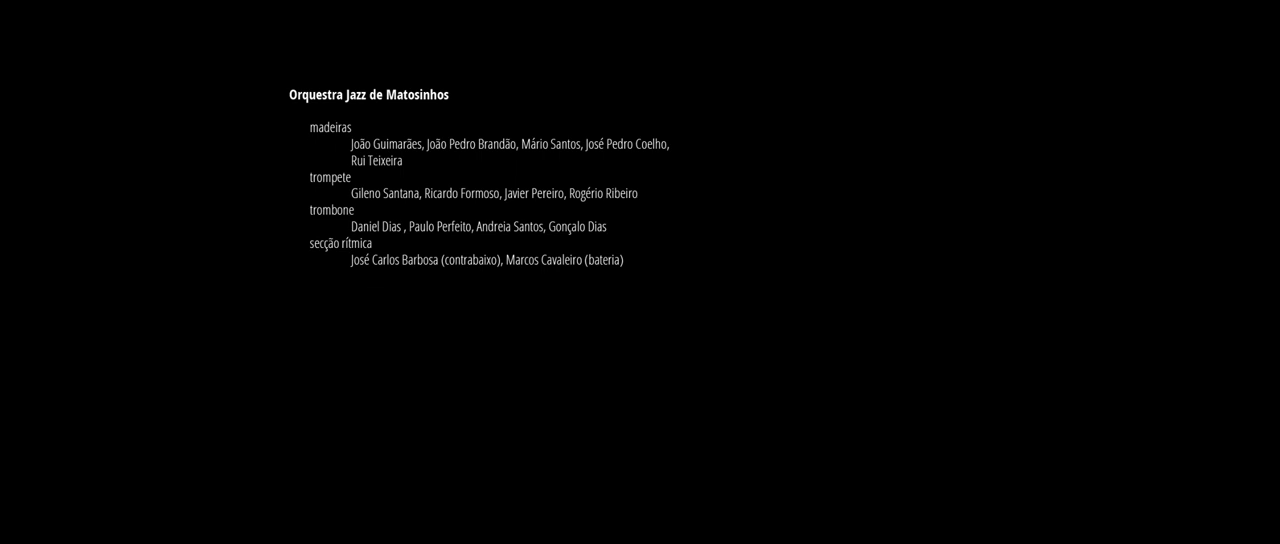 Orquestra Jazz de Matosinhos
madeiras
João Guimarães, João Pedro Brandão, Mário Santos, José Pedro Coelho,
Rui Teixeira
trompete
Gileno Santana, Ricardo Formoso, Javier Pereiro, Rogério Ribeiro
trombone
Daniel Dias , Paulo Perfeito, Andreia Santos, Gonçalo Dias
secção rítmica
José Carlos Barbosa (contrabaixo), Marcos Cavaleiro (bateria)